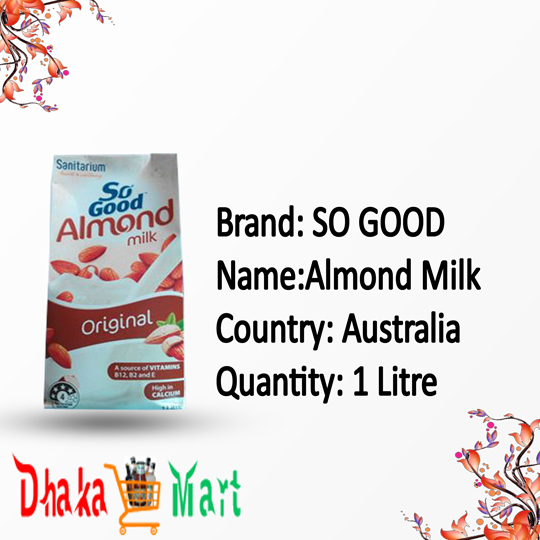 Sanitarium
So
Good
Almond
milk
Original
A source of VITAMINS
B12, B2 and E
High in
CALCIUM
Brand: SO GOOD
Name:Almond Milk
Country: Australia
Quantity: 1 Litre
Dhaka Mart